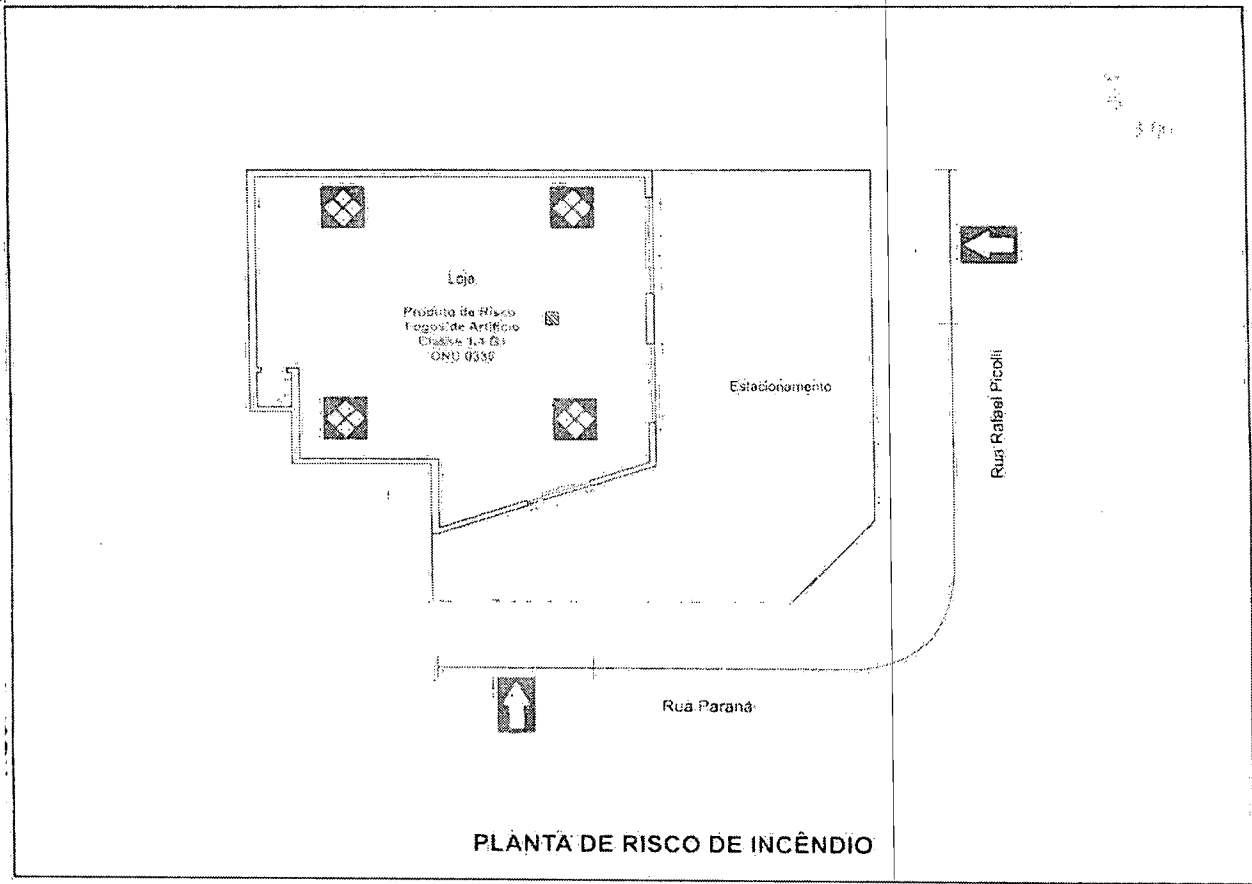 Loja
Produto de Risco
Fogos de Artifício
Classe 1.4 G
ONU 0336
Estacionamento
Rua Rafael Picolli
Rua Paraná
PLANTA DE RISCO DE INCÊNDIO